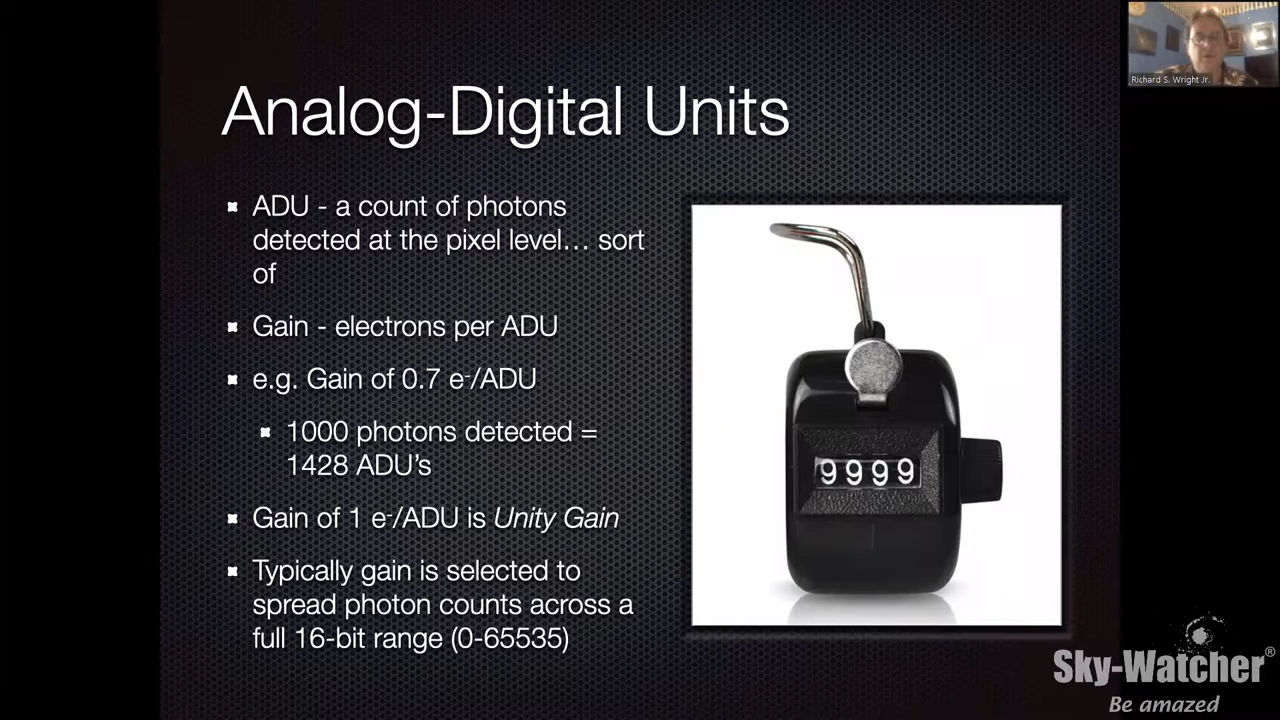 Analog-Digital Units
ADU - a count of photons
detected at the pixel level… sort
of
Gain - electrons per ADU
e.g. Gain of 0.7 e-/ADU
1000 photons detected =
1428 ADU's
Gain of 1 e-/ADU is Unity Gain
Typically gain is selected to
spread photon counts across a
full 16-bit range (0-65535)
9999
Richard S. Wright Jr.
Sky-Watcher®
Be amazed